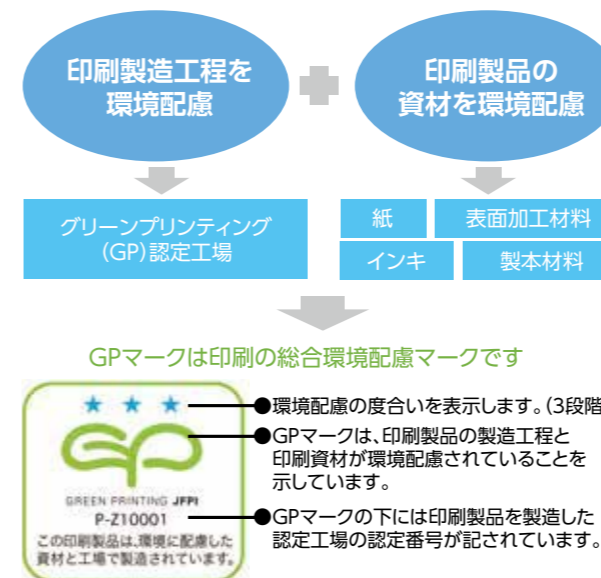 印刷製造工程を
環境配慮
印刷製品の
資材を環境配慮
グリーンプリンティング
(GP)認定工場
紙
表面加工材料
インキ
製本材料
GPマークは印刷の総合環境配慮マークです
●環境配慮の度合いを表示します。(3段階
●GPマークは、印刷製品の製造工程と
印刷資材が環境配慮されていることを
示しています。
●GPマークの下には印刷製品を製造した
認定工場の認定番号が記されています。
GP
GREEN PRINTING JFPI
P-Z10001
この印刷製品は、環境に配慮した
資材と工場で製造されています。